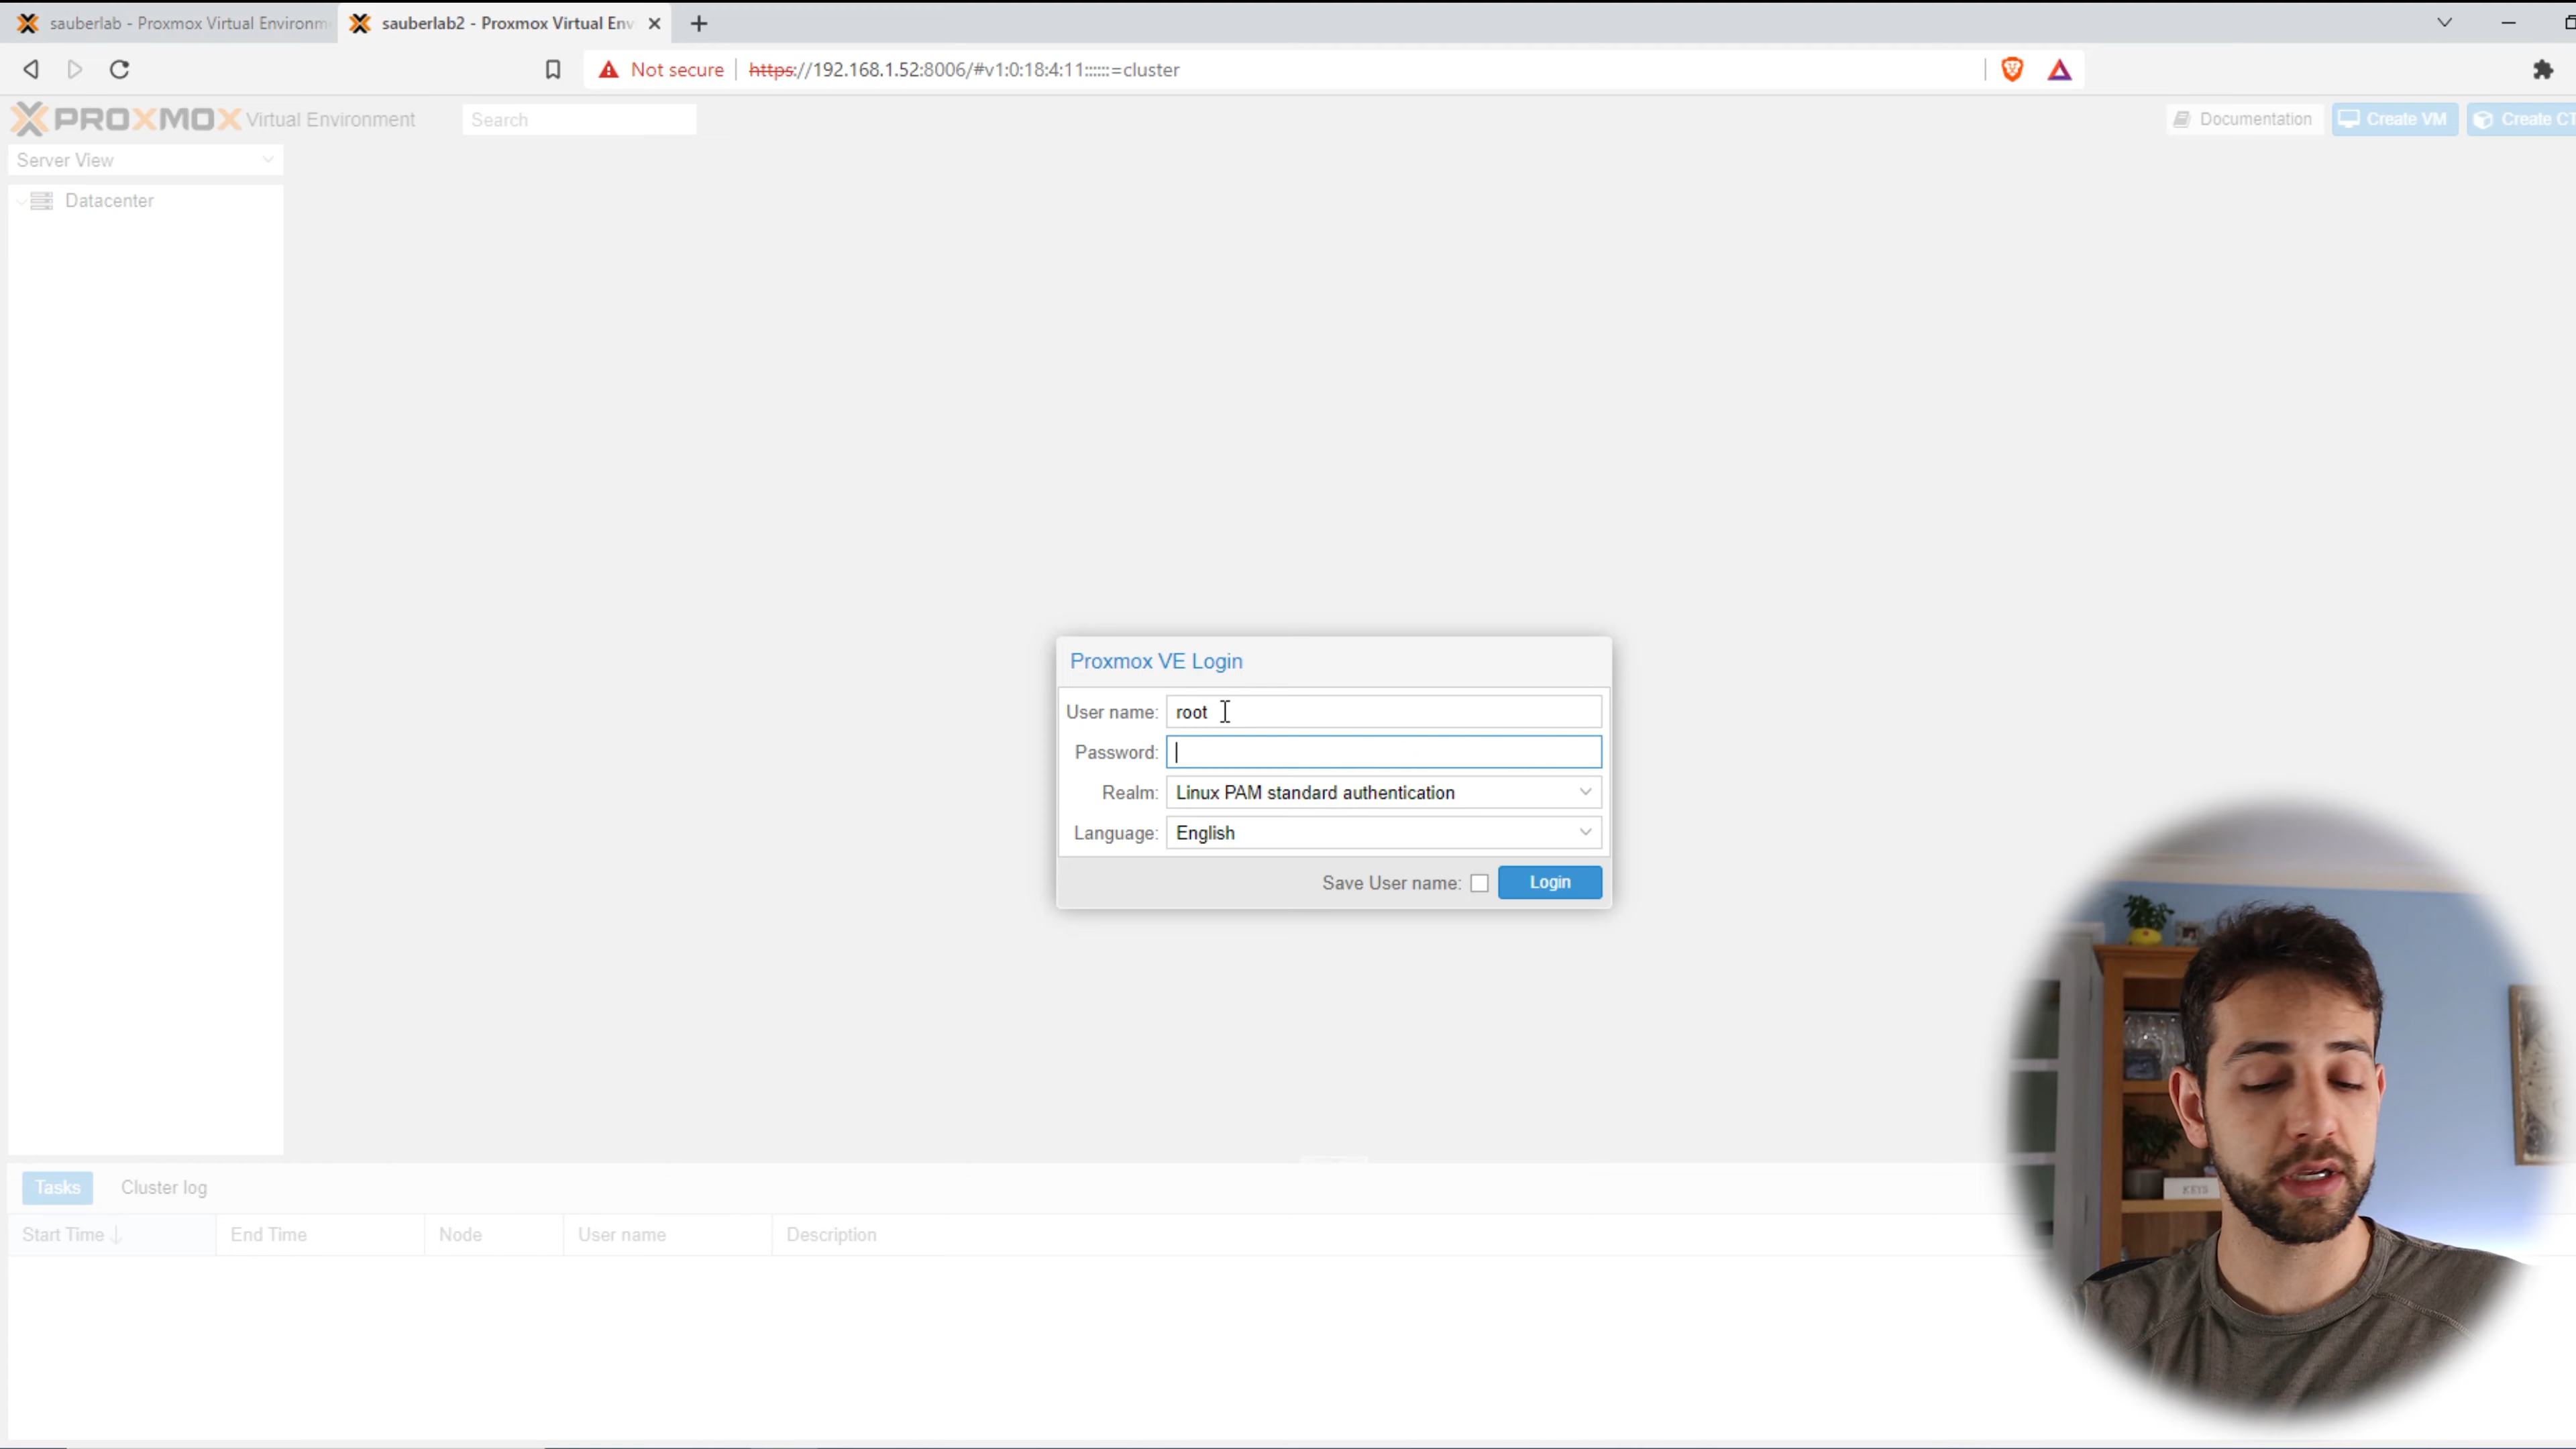 sauberlab - Proxmox Virtual Environm
sauberlab2 - Proxmox Virtual Env
Not secure
https://192.168.1.52:8006/#v1:0:18:4:11::::::=cluster
PROXMOX Virtual Environment
Search
Documentation
Create VM
Create CT
Server View
Datacenter
Proxmox VE Login
User name: root
Password:
Realm: Linux PAM standard authentication
Language: English
Save User name:
Login
KEYS
Tasks
Cluster log
Start Time
End Time
Node
User name
Description